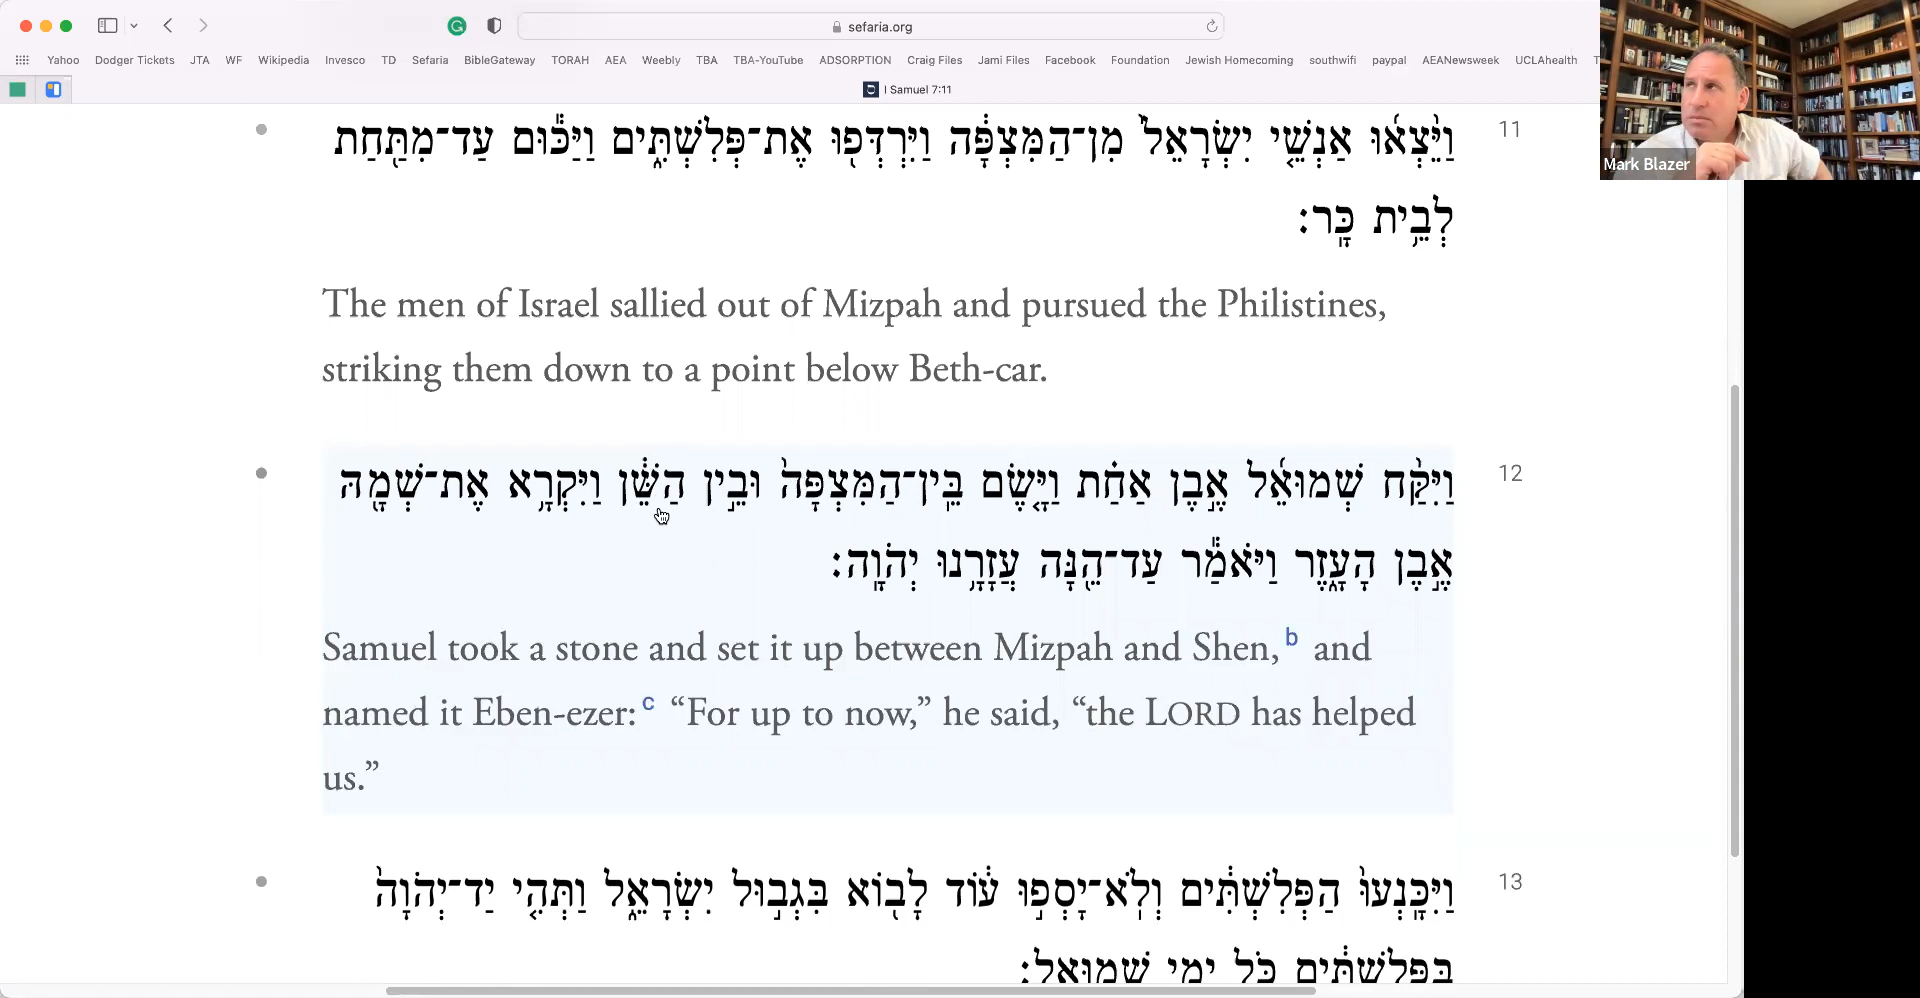 sefaria.org
Yahoo Dodger Tickets JTA WF Wikipedia Invesco TD Sefaria BibleGateway TORAH AEA Weebly TBA TBA-YouTube ADSORPTION Craig Files Jami Files Facebook Foundation Jewish Homecoming southwifi paypal AEANewsweek UCLAhealth
I Samuel 7:11
Mark Blazer
11
וַיֵּ֨צְא֜וּ אַנְשֵׁ֤י יִשְׂרָאֵל֙ מִן־הַמִּצְפָּ֔ה וַֽיִּרְדְּפ֖וּ אֶת־פְּלִשְׁתִּ֑ים וַיַּכּ֕וּם עַד־מִתַּ֖חַת
לְבֵ֥ית כָּֽר׃
The men of Israel sallied out of Mizpah and pursued the Philistines,
striking them down to a point below Beth-car.
12
וַיִּקַּ֨ח שְׁמוּאֵ֜ל אֶ֣בֶן אַחַ֗ת וַיָּ֤שֶׂם בֵּֽין־הַמִּצְפָּה֙ וּבֵ֣ין הַשֵּׁ֔ן וַיִּקְרָ֥א אֶת־שְׁמָ֖הּ
אֶ֣בֶן הָעָ֑זֶר וַיֹּאמַ֕ר עַד־הֵ֖נָּה עֲזָרָ֥נוּ יְהֹוָֽה׃
Samuel took a stone and set it up between Mizpah and Shen,b and
named it Eben-ezer:c “For up to now,” he said, “the LORD has helped
us.”
13
וַיִּכָּֽנְעוּ֙ הַפְּלִשְׁתִּ֔ים וְלֹא־יָסְפ֣וּ ע֔וֹד לָב֖וֹא בִּגְב֣וּל יִשְׂרָאֵ֑ל וַתְּהִ֤י יַד־יְהֹוָה֙
בַּפְּלִשְׁתִּ֔ים כֹּ֖ל יְמֵ֥י שְׁמוּאֵֽל׃